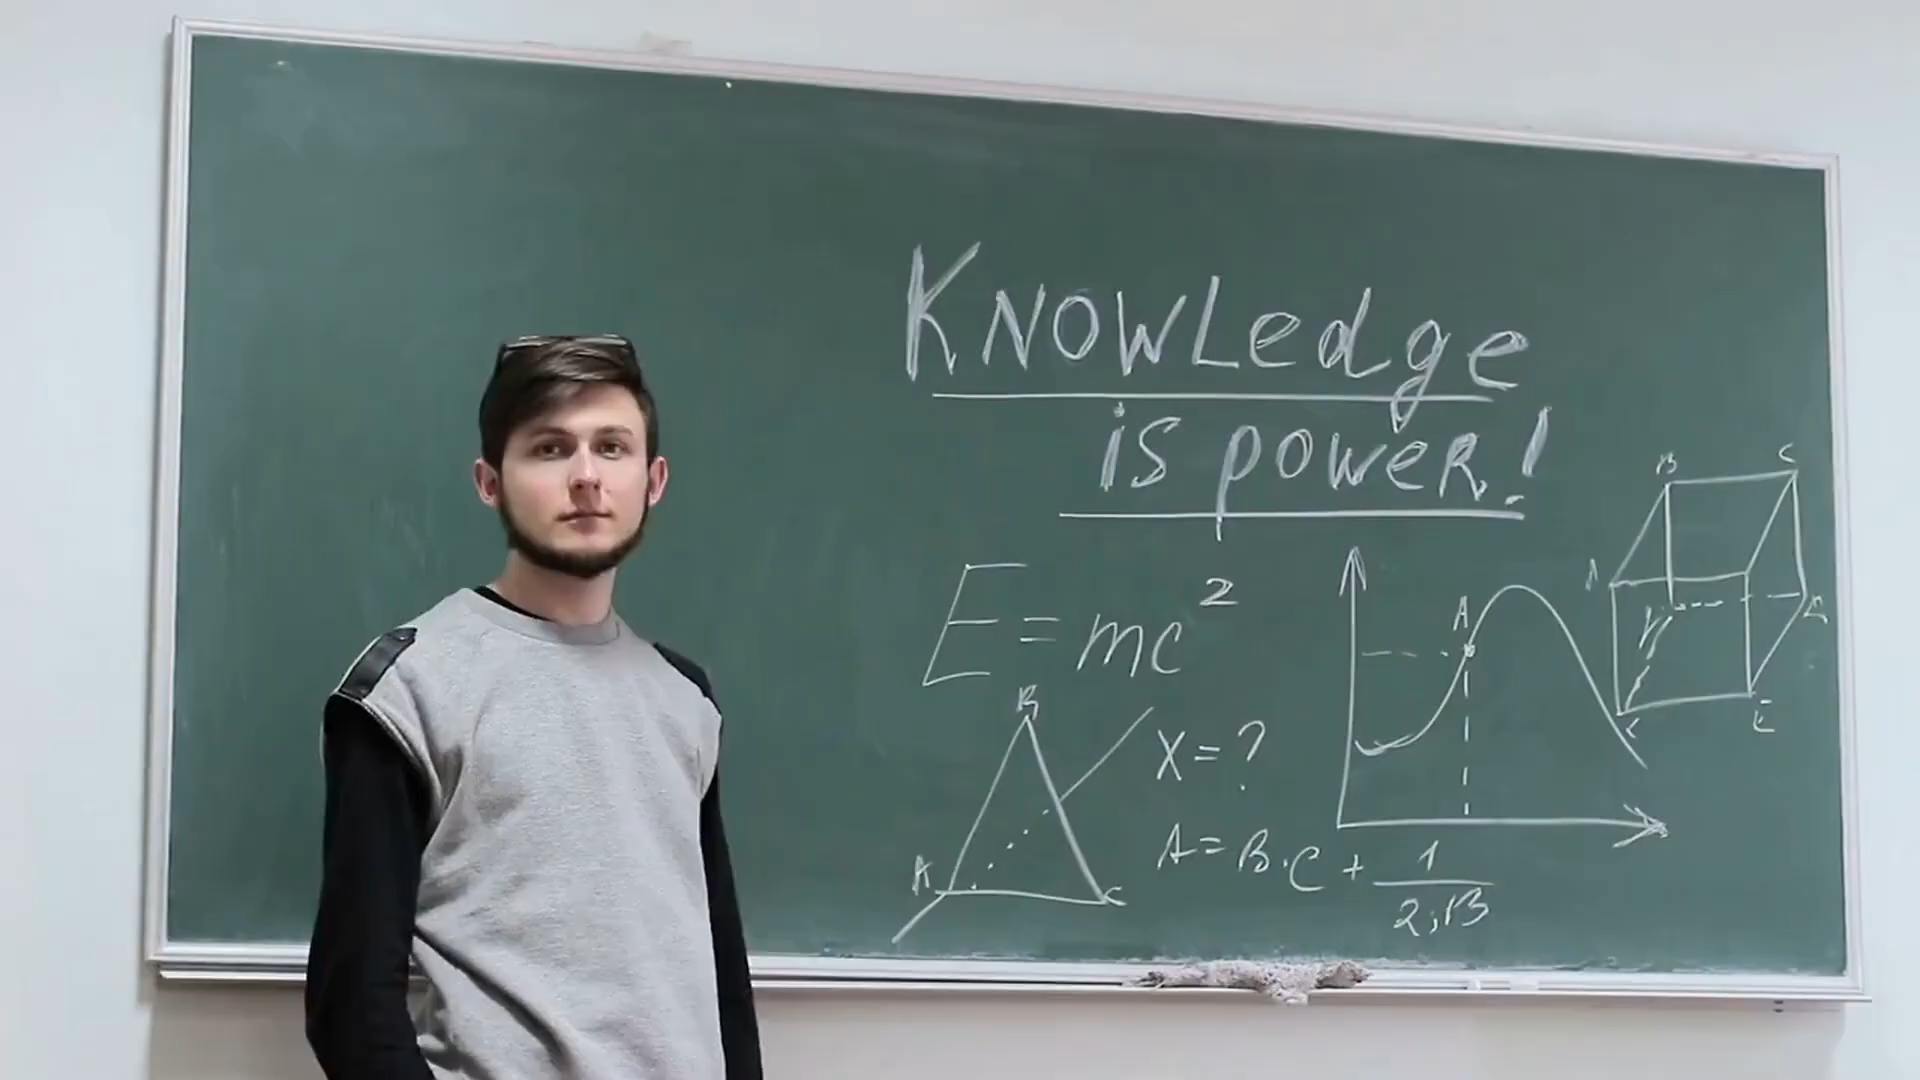 KNOWLedge
is poweR!
E = mc²
B
A
C
X = ?
A = B · C + 1/2,13
A
B
C
E